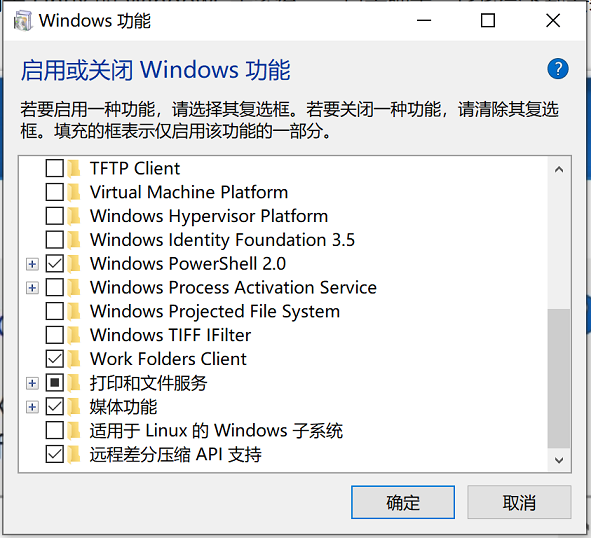 Windows 功能
启用或关闭 Windows 功能
?
若要启用一种功能，请选择其复选框。若要关闭一种功能，请清除其复选
框。填充的框表示仅启用该功能的一部分。
TFTP Client
Virtual Machine Platform
Windows Hypervisor Platform
Windows Identity Foundation 3.5
Windows PowerShell 2.0
Windows Process Activation Service
Windows Projected File System
Windows TIFF IFilter
Work Folders Client
打印和文件服务
媒体功能
适用于 Linux 的 Windows 子系统
远程差分压缩 API 支持
确定
取消